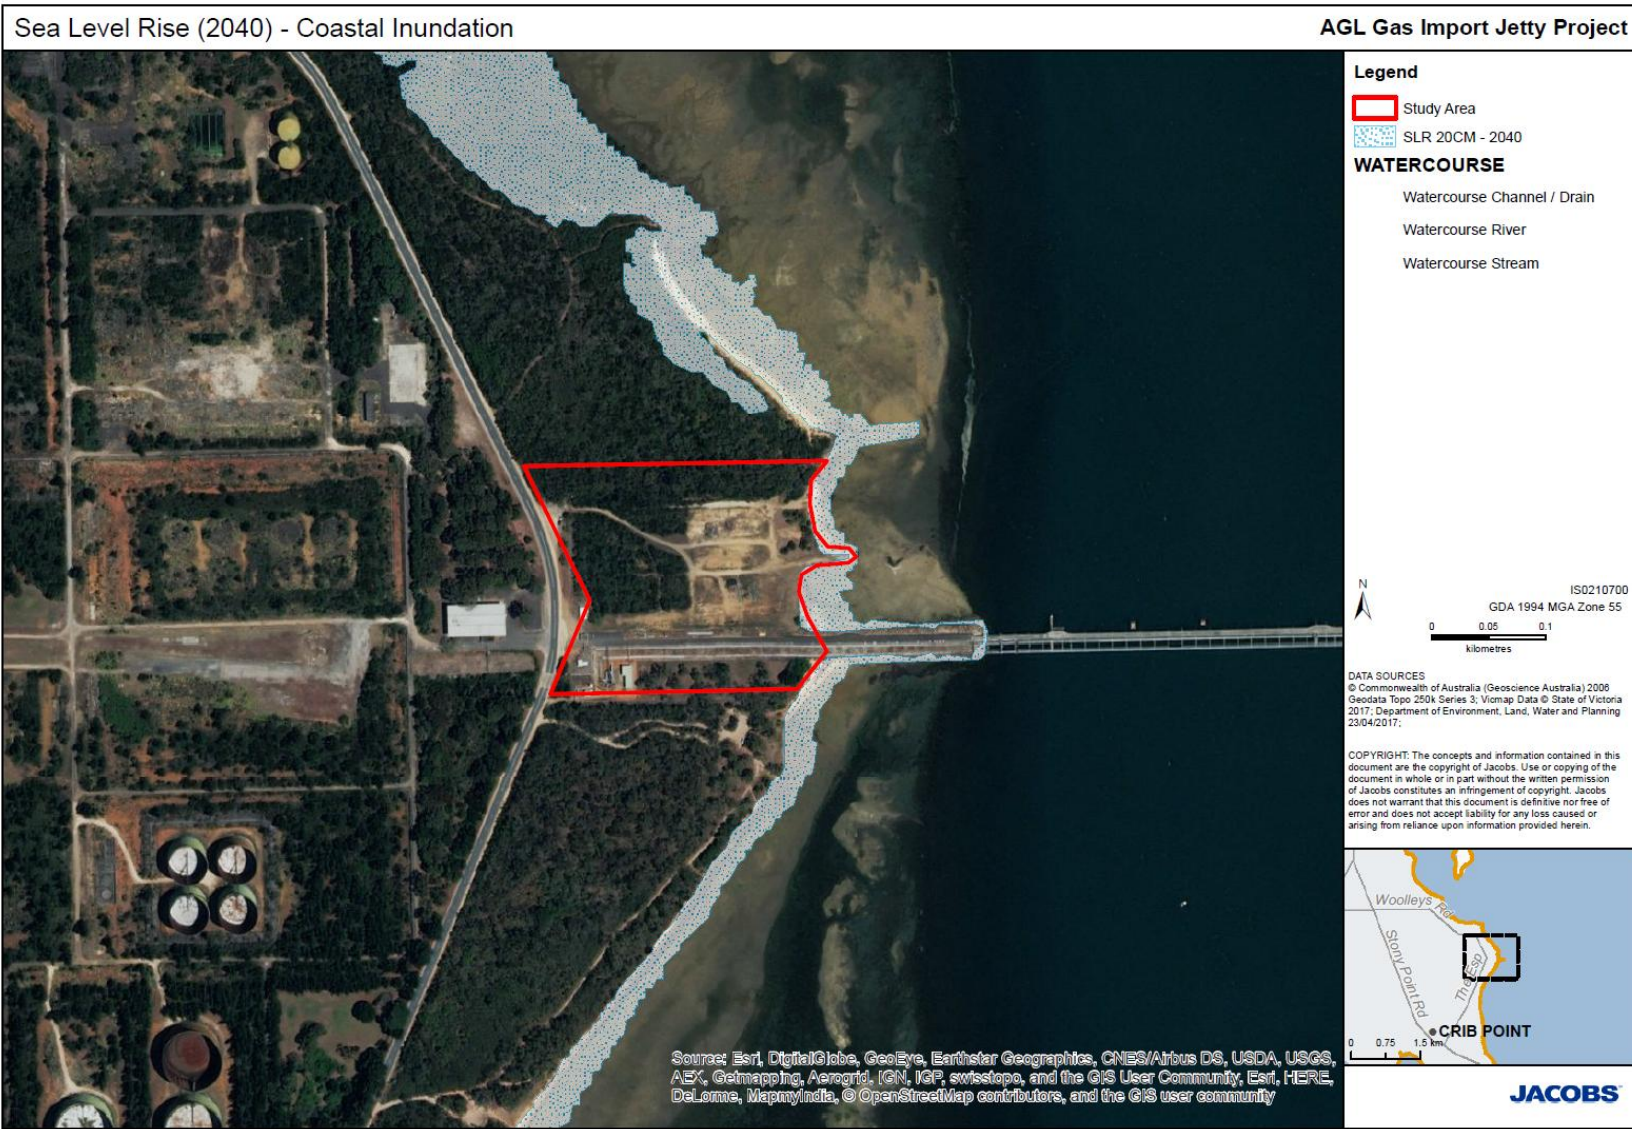 Sea Level Rise (2040) - Coastal Inundation
AGL Gas Import Jetty Project
Legend
Study Area
SLR 20CM - 2040
WATERCOURSE
Watercourse Channel / Drain
Watercourse River
Watercourse Stream
N
IS0210700
GDA 1994 MGA Zone 55
0 0.05 0.1
kilometres
DATA SOURCES
© Commonwealth of Australia (Geoscience Australia) 2006
Geodata Topo 250k Series 3; Vicmap Data © State of Victoria
2017; Department of Environment, Land, Water and Planning
23/04/2017;
COPYRIGHT: The concepts and information contained in this
document are the copyright of Jacobs. Use or copying of the
document in whole or in part without the written permission
of Jacobs constitutes an infringement of copyright. Jacobs
does not warrant that this document is definitive nor free of
error and does not accept liability for any loss caused or
arising from reliance upon information provided herein.
Woolleys Rd
Stony Point Rd
The Esp
CRIB POINT
0 0.75 1.5 km
Source: Esri, DigitalGlobe, GeoEye, Earthstar Geographics, CNES/Airbus DS, USDA, USGS,
AEX, Getmapping, Aerogrid, IGN, IGP, swisstopo, and the GIS User Community, Esri, HERE,
DeLorme, MapmyIndia, © OpenStreetMap contributors, and the GIS user community
JACOBS